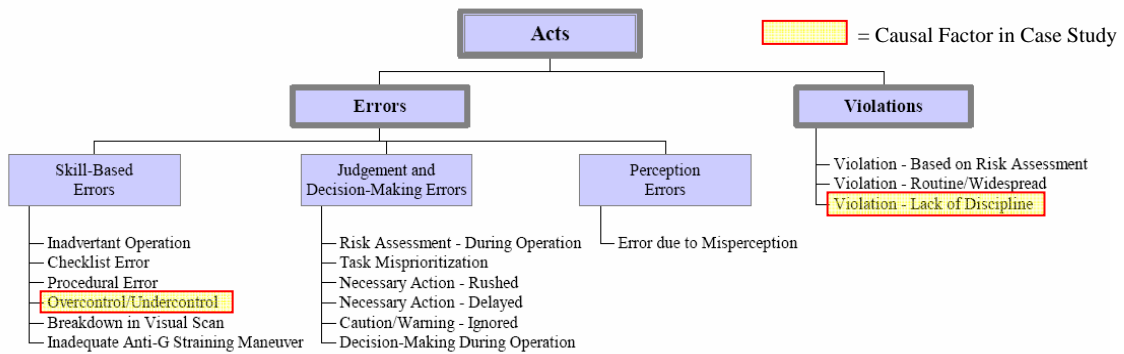 Acts
= Causal Factor in Case Study
Errors
Violations
Skill-Based
Errors
Judgement and
Decision-Making Errors
Perception
Errors
Violation - Based on Risk Assessment
Violation - Routine/Widespread
Violation - Lack of Discipline
Inadvertant Operation
Checklist Error
Procedural Error
Overcontrol/Undercontrol
Breakdown in Visual Scan
Inadequate Anti-G Straining Maneuver
Risk Assessment - During Operation
Task Misprioritization
Necessary Action - Rushed
Necessary Action - Delayed
Caution/Warning - Ignored
Decision-Making During Operation
Error due to Misperception